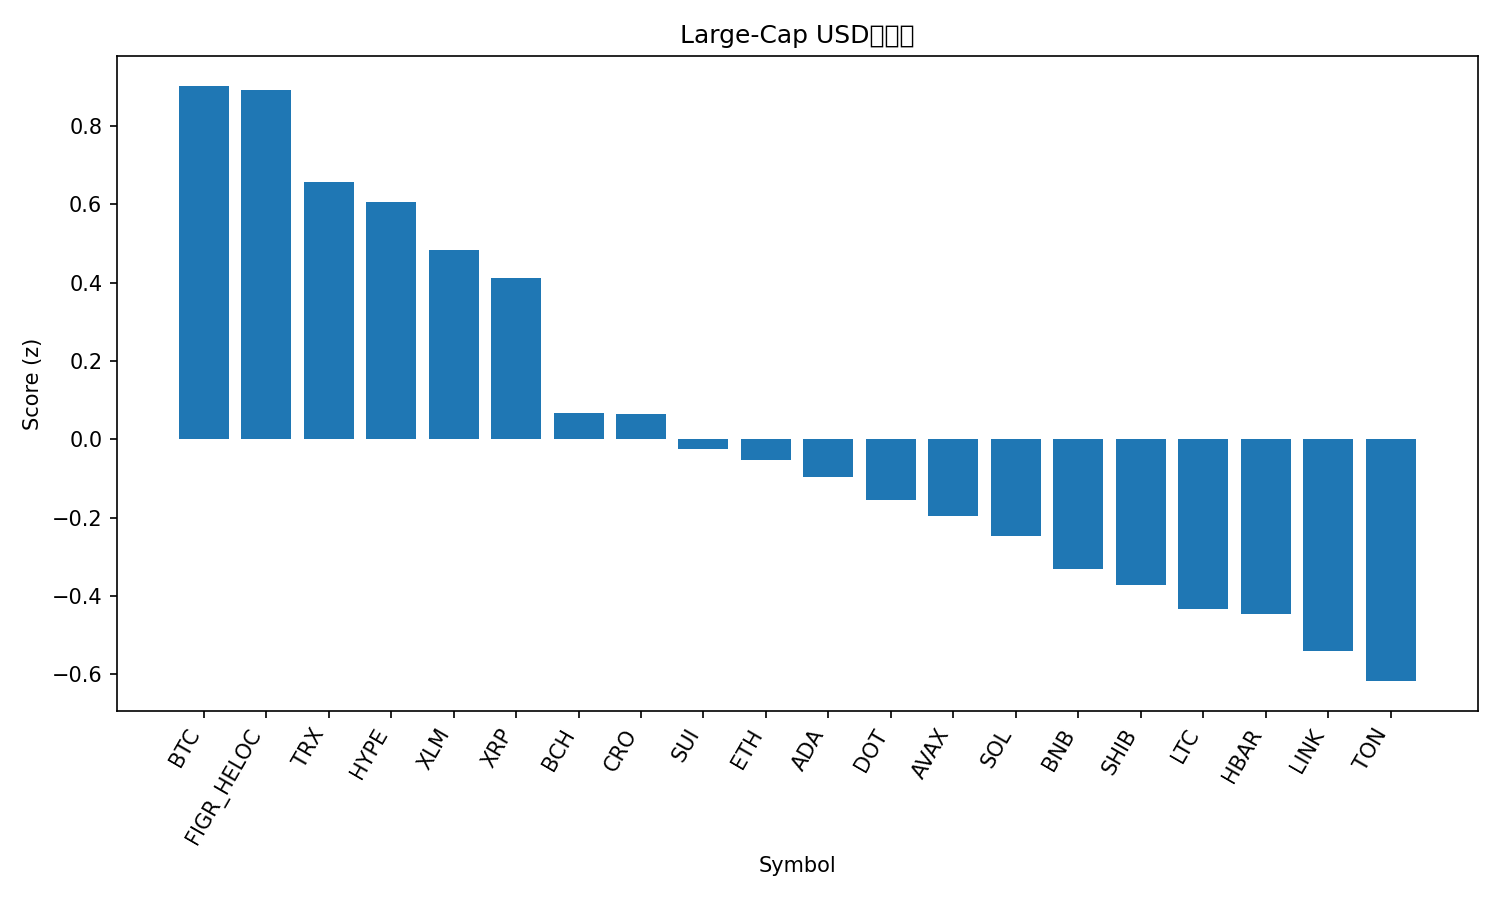 Large-Cap USD
Score (z)
0.8
0.6
0.4
0.2
0.0
−0.2
−0.4
−0.6
BTC
FIGR_HELOC
TRX
HYPE
XLM
XRP
BCH
CRO
SUI
ETH
ADA
DOT
AVAX
SOL
BNB
SHIB
LTC
HBAR
LINK
TON
Symbol